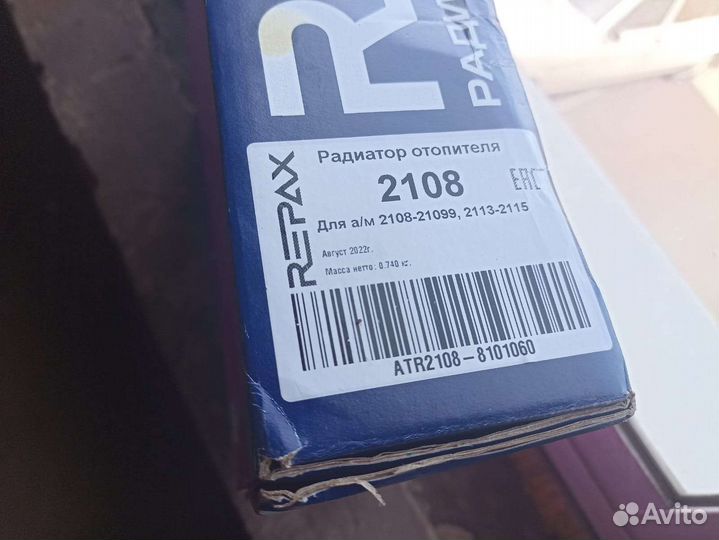 РАДИ
REPAX
Радиатор отопителя
2108
EAC
Для а/м 2108-21099, 2113-2115
Август 2022г.
Масса нетто: 0.740 кг.
ATR2108-8101060
Avito